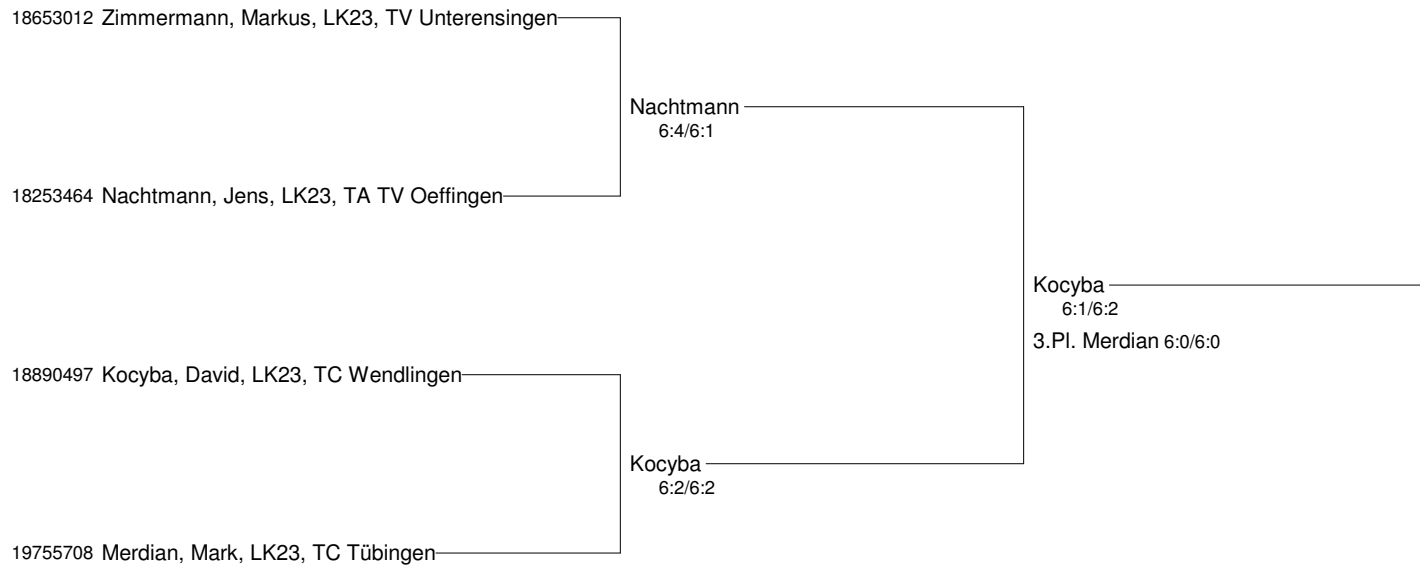 18653012 Zimmermann, Markus, LK23, TV Unterensingen
Nachtmann
6:4/6:1
18253464 Nachtmann, Jens, LK23, TA TV Oeffingen
Kocyba
6:1/6:2
3.Pl. Merdian 6:0/6:0
18890497 Kocyba, David, LK23, TC Wendlingen
Kocyba
6:2/6:2
19755708 Merdian, Mark, LK23, TC Tübingen